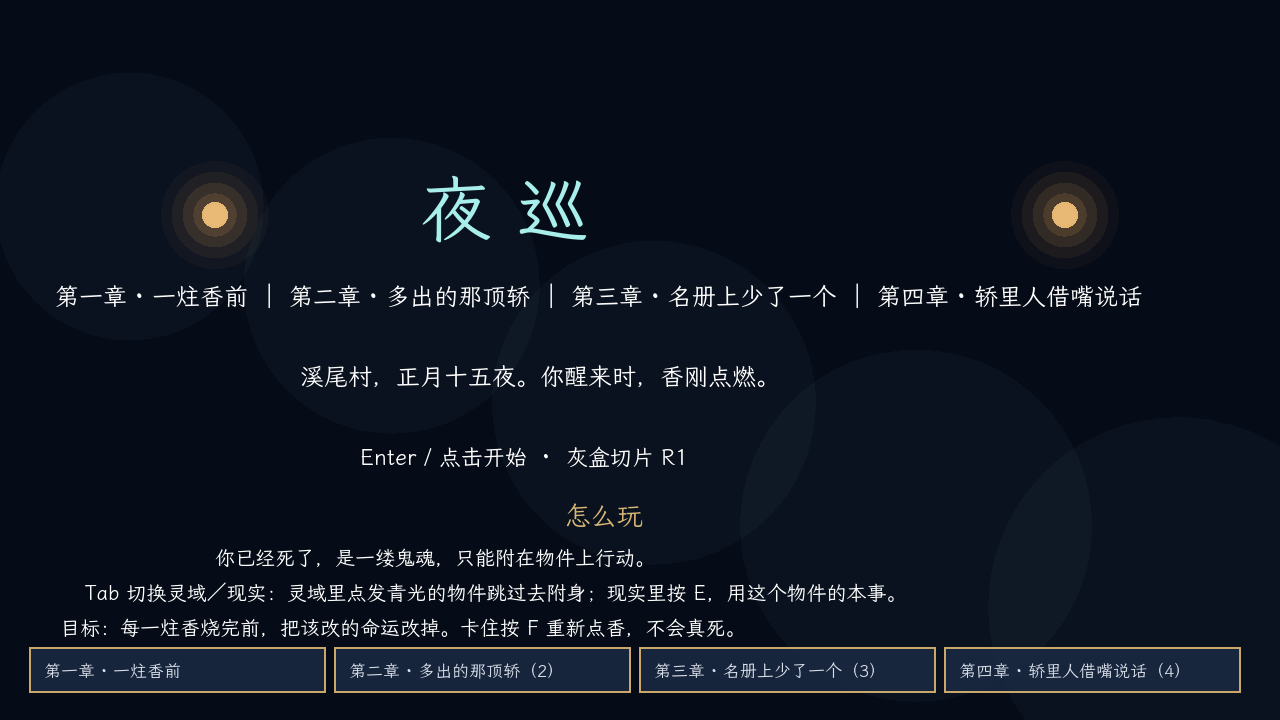 夜巡
第一章·一炷香前 ｜ 第二章·多出的那顶轿 ｜ 第三章·名册上少了一个 ｜ 第四章·轿里人借嘴说话
溪尾村，正月十五夜。你醒来时，香刚点燃。
Enter / 点击开始 · 灰盒切片 R1
怎么玩
你已经死了，是一缕鬼魂，只能附在物件上行动。
Tab 切换灵域／现实：灵域里点发青光的物件跳过去附身；现实里按 E，用这个物件的本事。
目标：每一炷香烧完前，把该改的命运改掉。卡住按 F 重新点香，不会真死。
第一章·一炷香前
第二章·多出的那顶轿（2）
第三章·名册上少了一个（3）
第四章·轿里人借嘴说话（4）